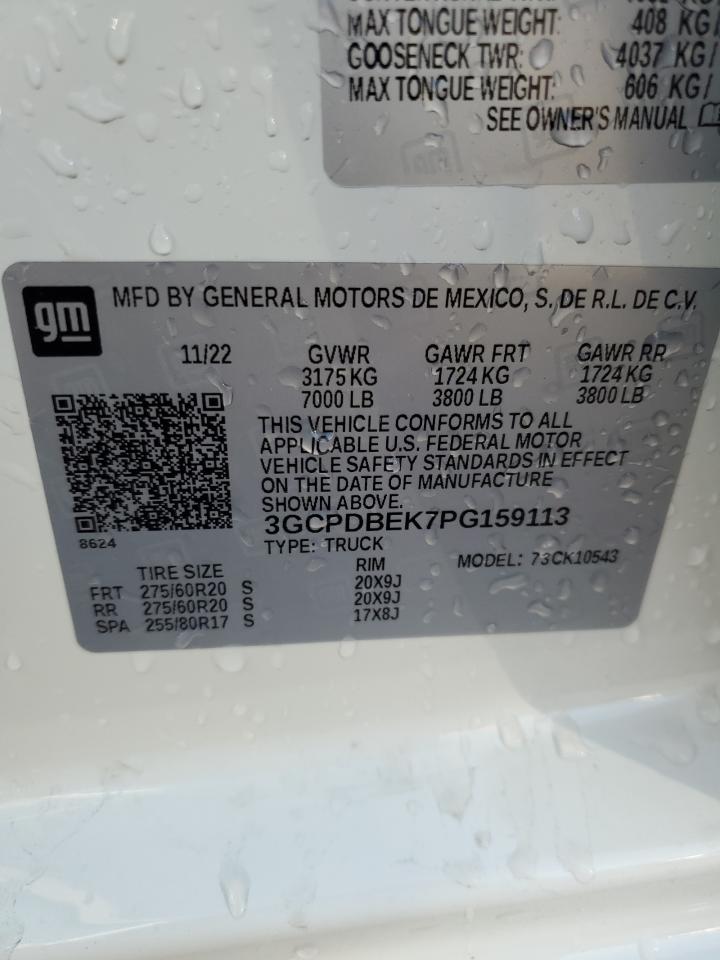 MAX TONGUE WEIGHT: 408 KG/
GOOSENECK TWR: 4037 KG/
MAX TONGUE WEIGHT: 606 KG/
SEE OWNER'S MANUAL
gm
MFD BY GENERAL MOTORS DE MEXICO, S. DE R.L. DE C.V.
11/22 GVWR GAWR FRT GAWR RR
3175 KG 1724 KG 1724 KG
7000 LB 3800 LB 3800 LB
THIS VEHICLE CONFORMS TO ALL
APPLICABLE U.S. FEDERAL MOTOR
VEHICLE SAFETY STANDARDS IN EFFECT
ON THE DATE OF MANUFACTURE
SHOWN ABOVE.
3GCPDBEK7PG159113
8624
TYPE: TRUCK MODEL: 73CK10543
TIRE SIZE RIM
FRT 275/60R20 S 20X9J
RR 275/60R20 S 20X9J
SPA 255/80R17 S 17X8J